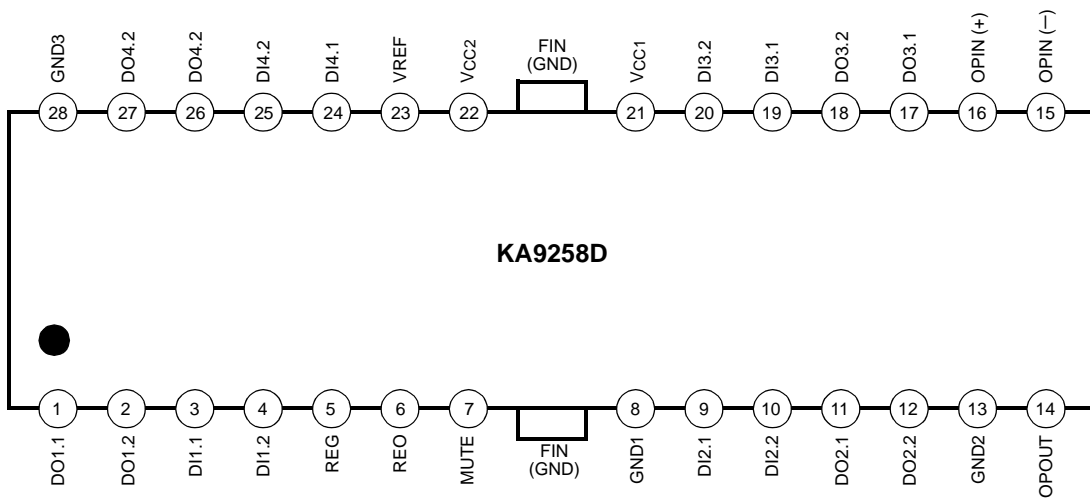 GND3
DO4.2
DO4.2
DI4.2
DI4.1
VREF
VCC2
FIN
(GND)
VCC1
DI3.2
DI3.1
DO3.2
DO3.1
OPIN (+)
OPIN (—)
28 27 26 25 24 23 22 21 20 19 18 17 16 15
KA9258D
1 2 3 4 5 6 7 8 9 10 11 12 13 14
DO1.1
DO1.2
DI1.1
DI1.2
REG
REO
MUTE
FIN
(GND)
GND1
DI2.1
DI2.2
DO2.1
DO2.2
GND2
OPOUT